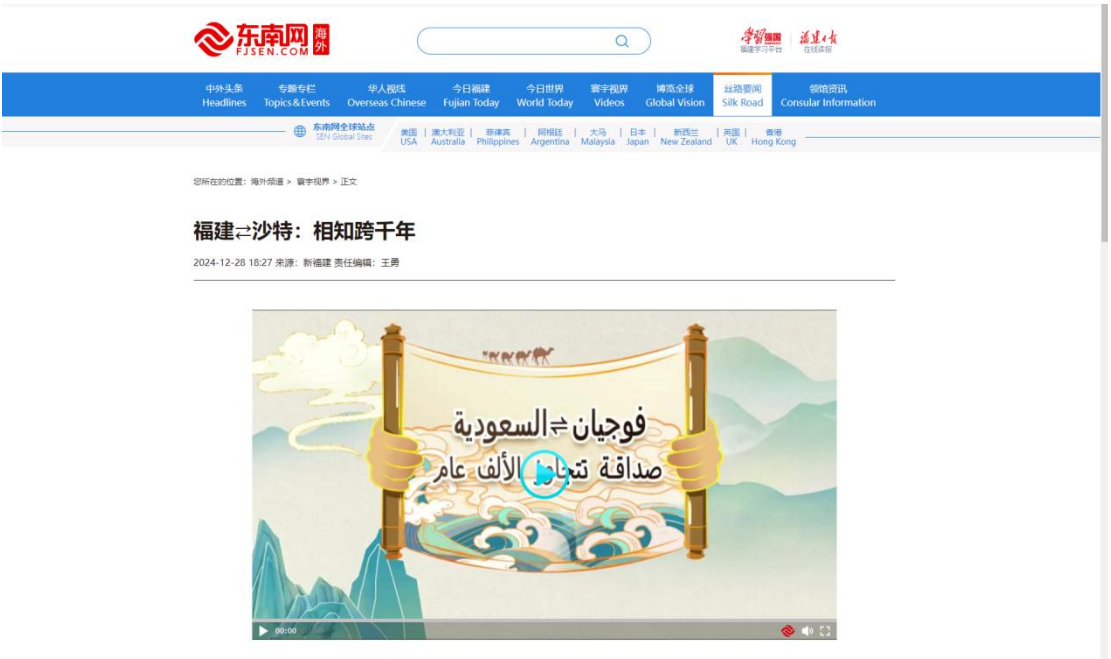 东南网 海外
FJSEN.COM
学习强国 福建日报
福建学习平台 在线读报
中外头条 专题专栏 华人视线 今日福建 今日世界 寰宇视界 博览全球 丝路要闻 领馆资讯
Headlines Topics&Events Overseas Chinese Fujian Today World Today Videos Global Vision Silk Road Consular Information
东南网全球站点 美国 | 澳大利亚 | 菲律宾 | 阿根廷 | 大马 | 日本 | 新西兰 | 英国 | 香港
SEN Global Sites USA Australia Philippines Argentina Malaysia Japan New Zealand UK Hong Kong
您所在的位置：海外频道 > 寰宇视界 > 正文
福建⇄沙特：相知跨千年
2024-12-28 18:27 来源：新福建 责任编辑：王勇
فوجيان ⇌ السعودية
صداقة تتجاوز الألف عام
00:00